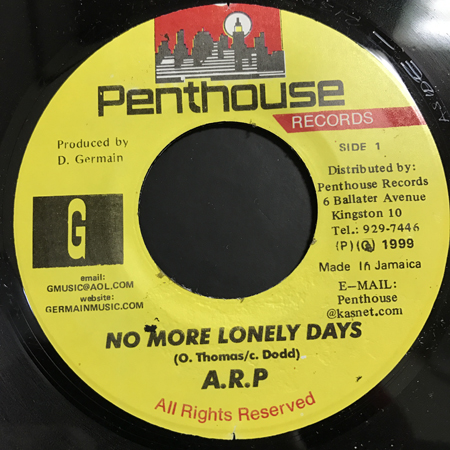 Penthouse
RECORDS
Produced by
D. Germain
SIDE 1
Distributed by:
Penthouse Records
6 Ballater Avenue
Kingston 10
Tel.: 929-7446
(P)(C) 1999
Made In Jamaica
E-MAIL:
Penthouse
@kasnet.com
G
email:
GMUSIC@AOL.COM
website:
GERMAINMUSIC.COM
NO MORE LONELY DAYS
(O. Thomas/c. Dodd)
A.R.P
All Rights Reserved